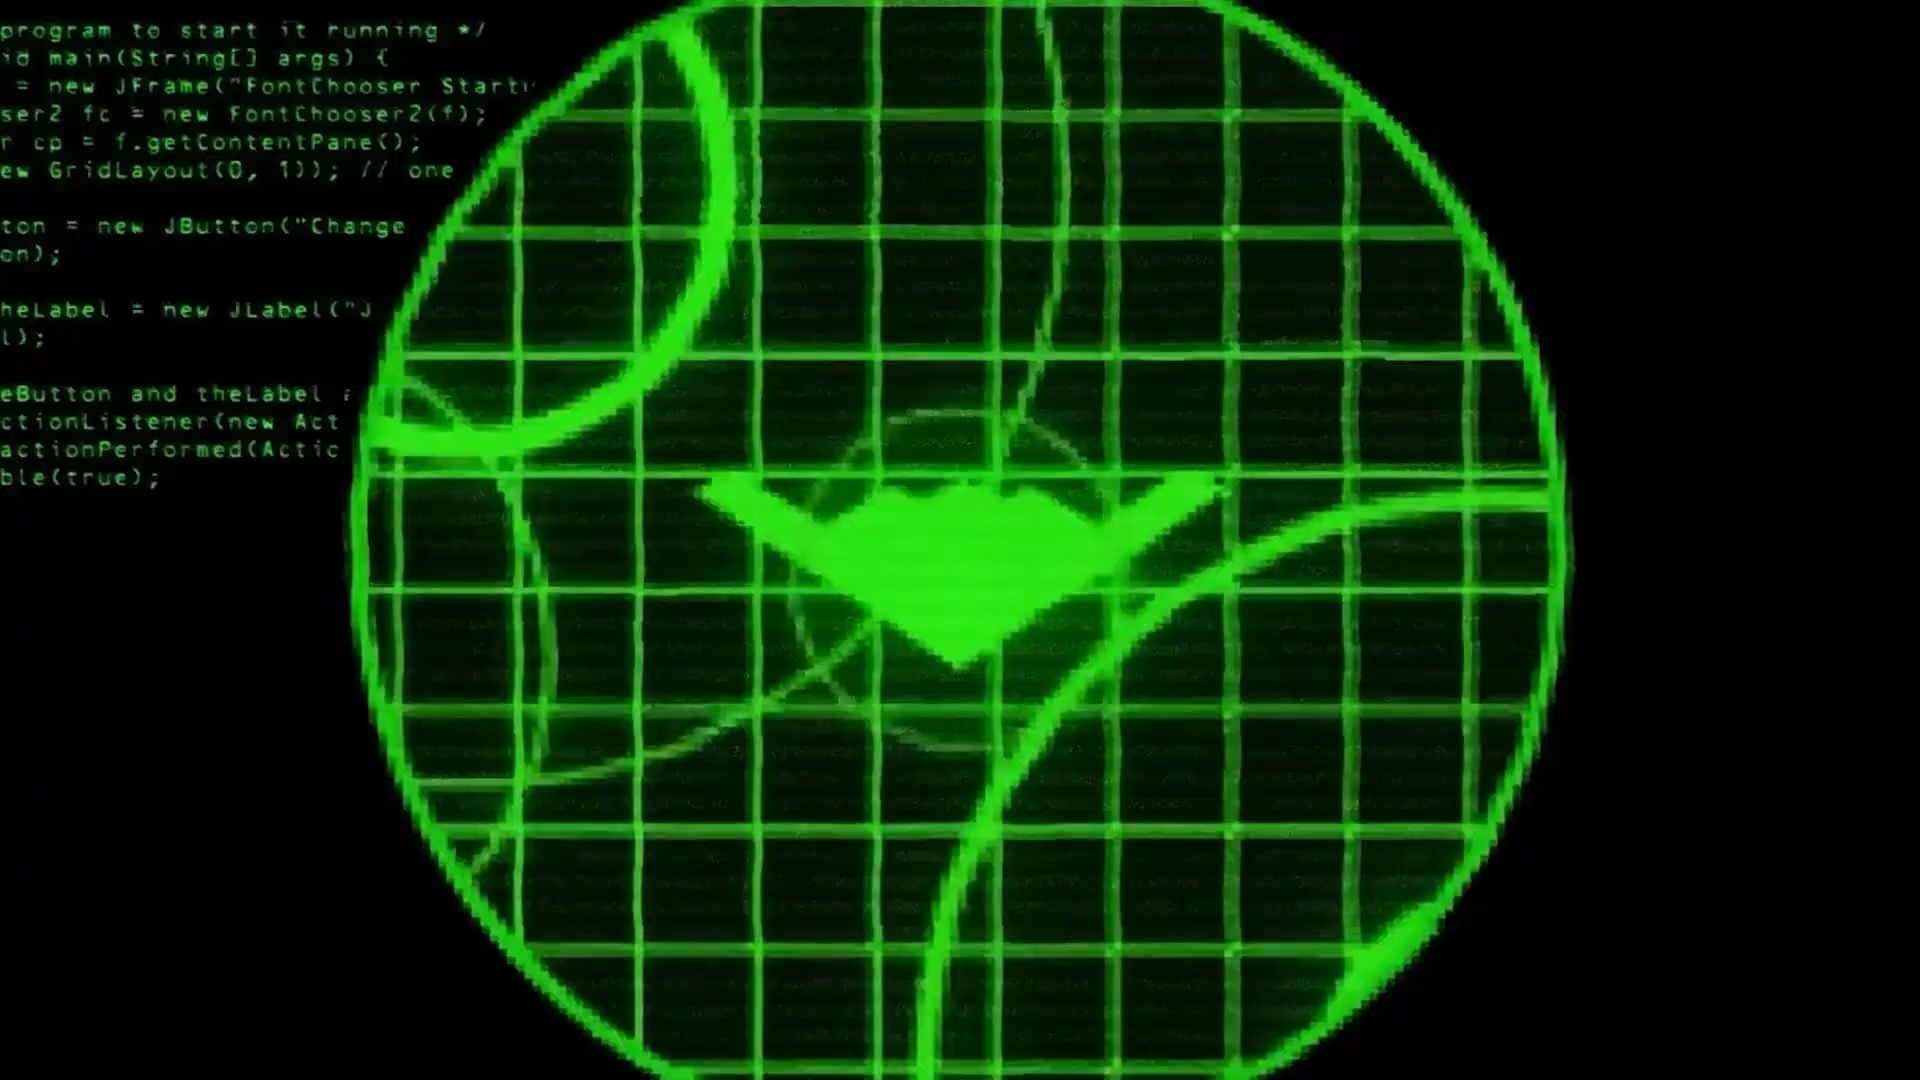 program to start it running */
id main(String[] args) {
= new JFrame("FontChooser Startu
ser2 fc = new FontChooser2(f);
r cp = f.getContentPane();
ew GridLayout(0, 1)); // one
ton = new JButton("Change
on);
heLabel = new JLabel("J
l);
eButton and theLabel
ctionListener(new Act
actionPerformed(Actio
ble(true);